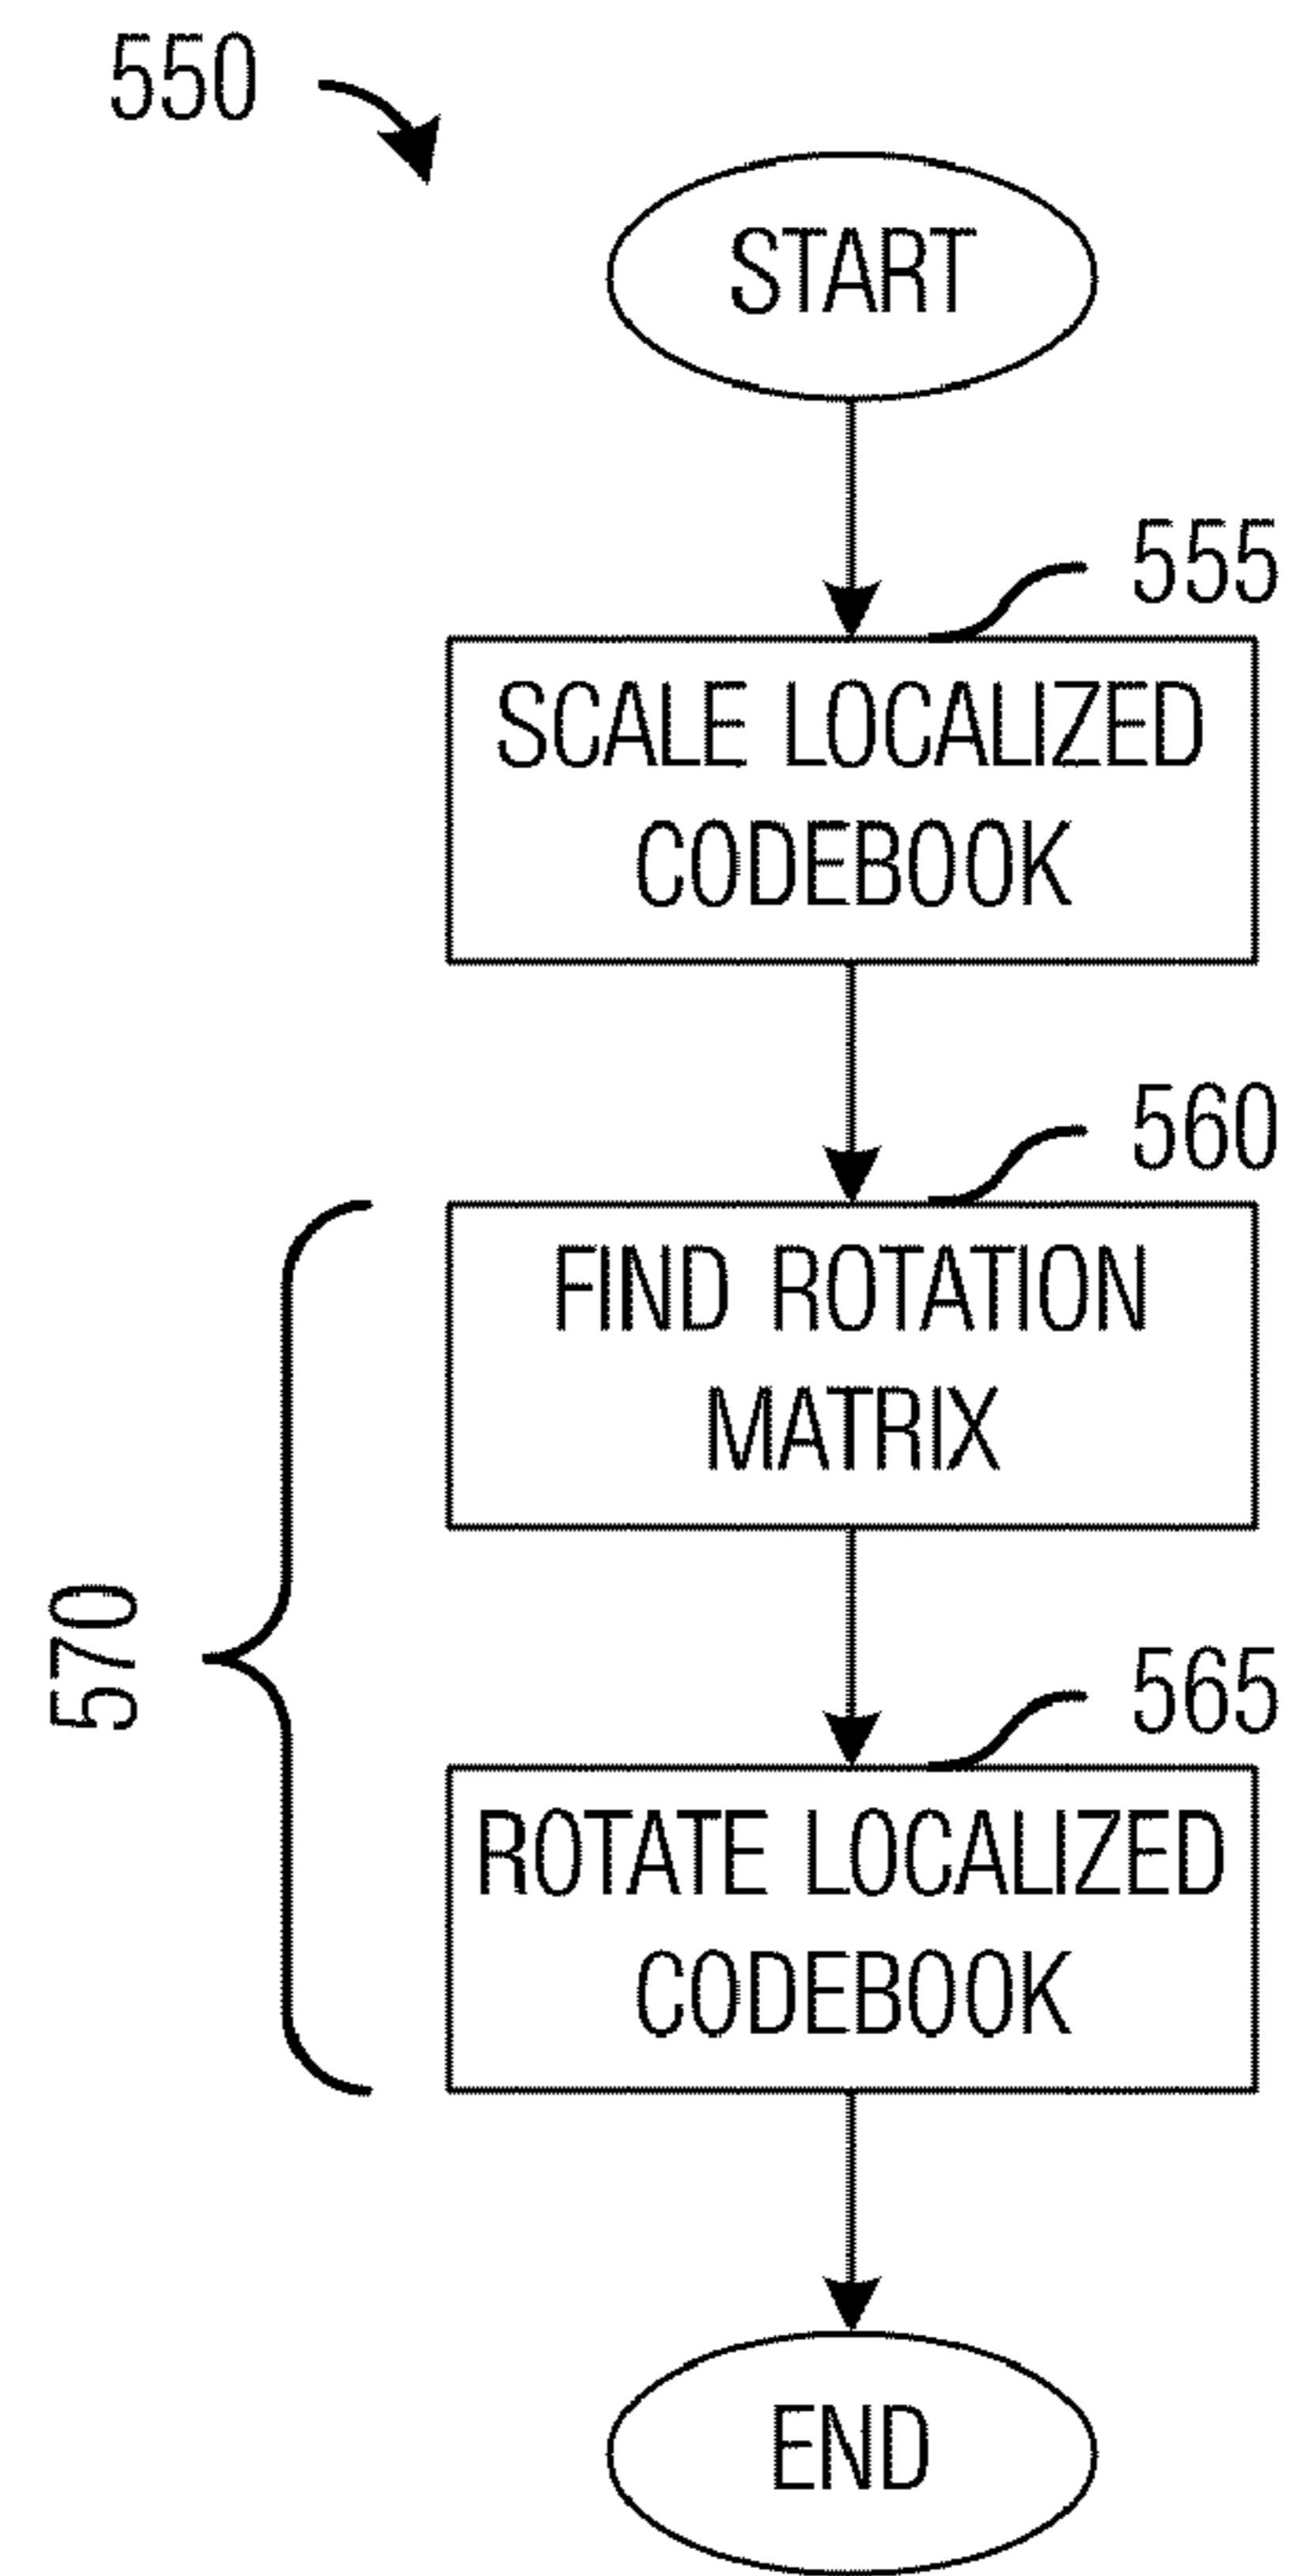 550
START
555
SCALE LOCALIZED
CODEBOOK
560
FIND ROTATION
MATRIX
570
565
ROTATE LOCALIZED
CODEBOOK
END